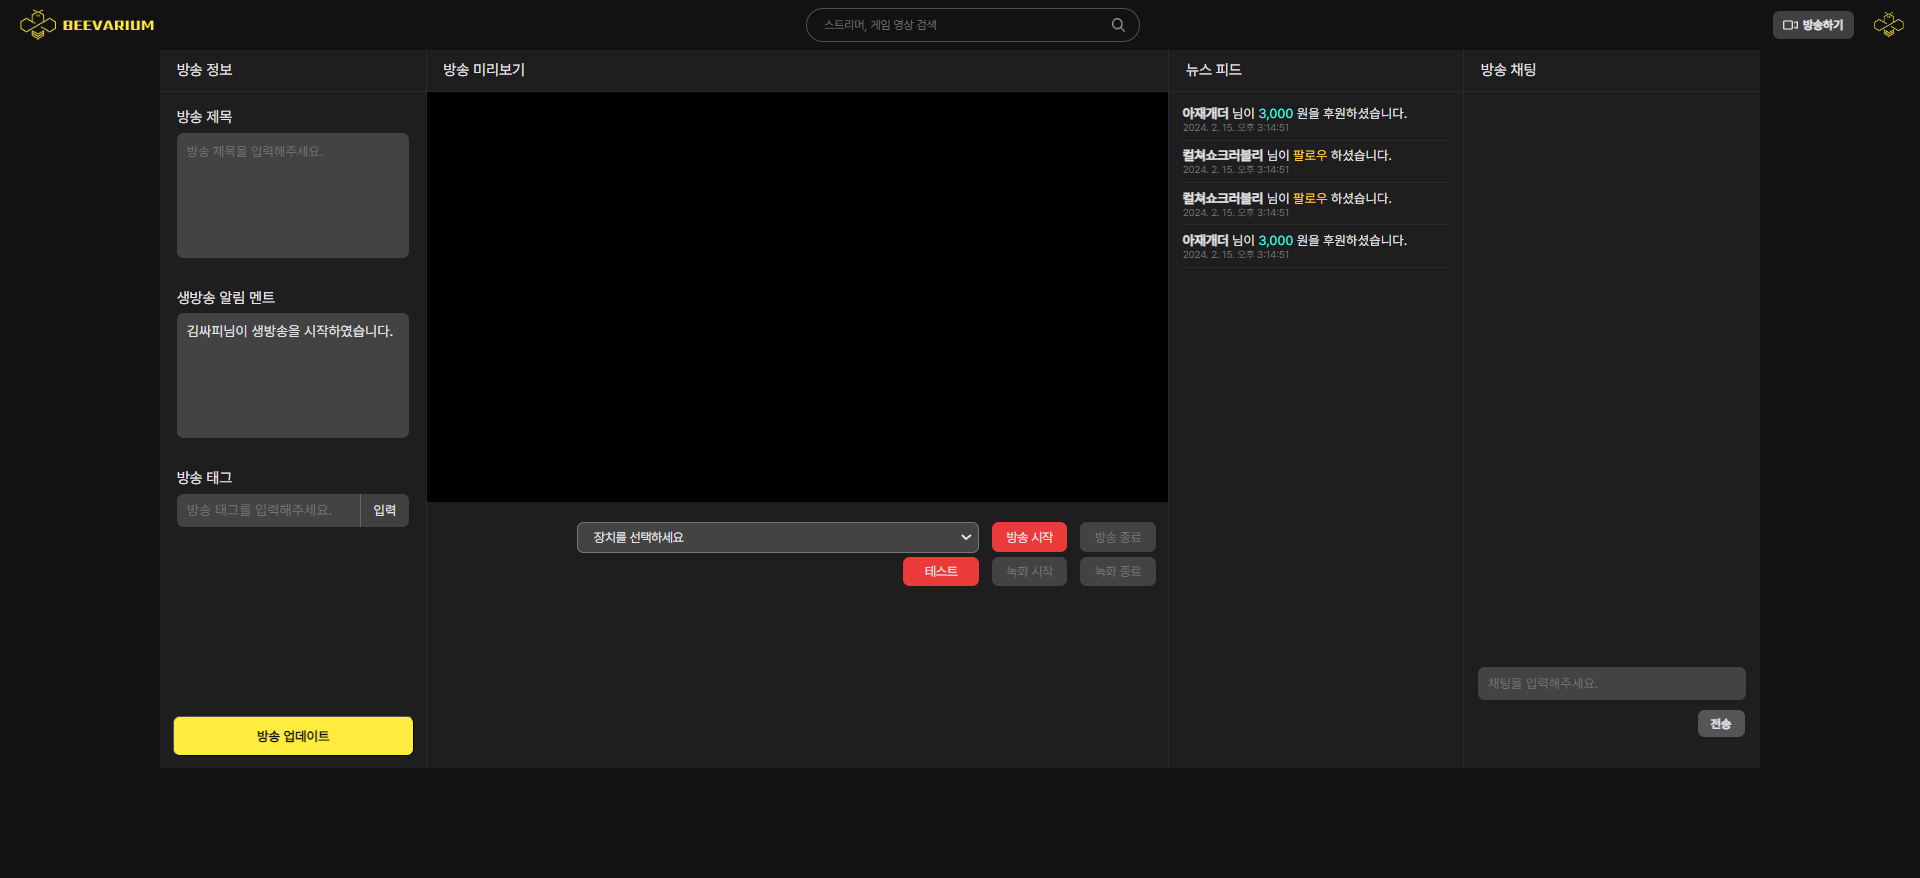 BEEVARIUM
스트리머, 게임 영상 검색
방송하기
방송 정보
방송 제목
방송 제목을 입력해주세요.
생방송 알림 멘트
김싸피님이 생방송을 시작하였습니다.
방송 태그
방송 태그를 입력해주세요.
입력
방송 업데이트
방송 미리보기
장치를 선택하세요
방송 시작
방송 종료
테스트
녹화 시작
녹화 종료
뉴스 피드
아재개더 님이 3,000 원을 후원하셨습니다.
2024. 2. 15. 오후 3:14:51
컬쳐쇼크러블리 님이 팔로우 하셨습니다.
2024. 2. 15. 오후 3:14:51
컬쳐쇼크러블리 님이 팔로우 하셨습니다.
2024. 2. 15. 오후 3:14:51
아재개더 님이 3,000 원을 후원하셨습니다.
2024. 2. 15. 오후 3:14:51
방송 채팅
채팅을 입력해주세요.
전송